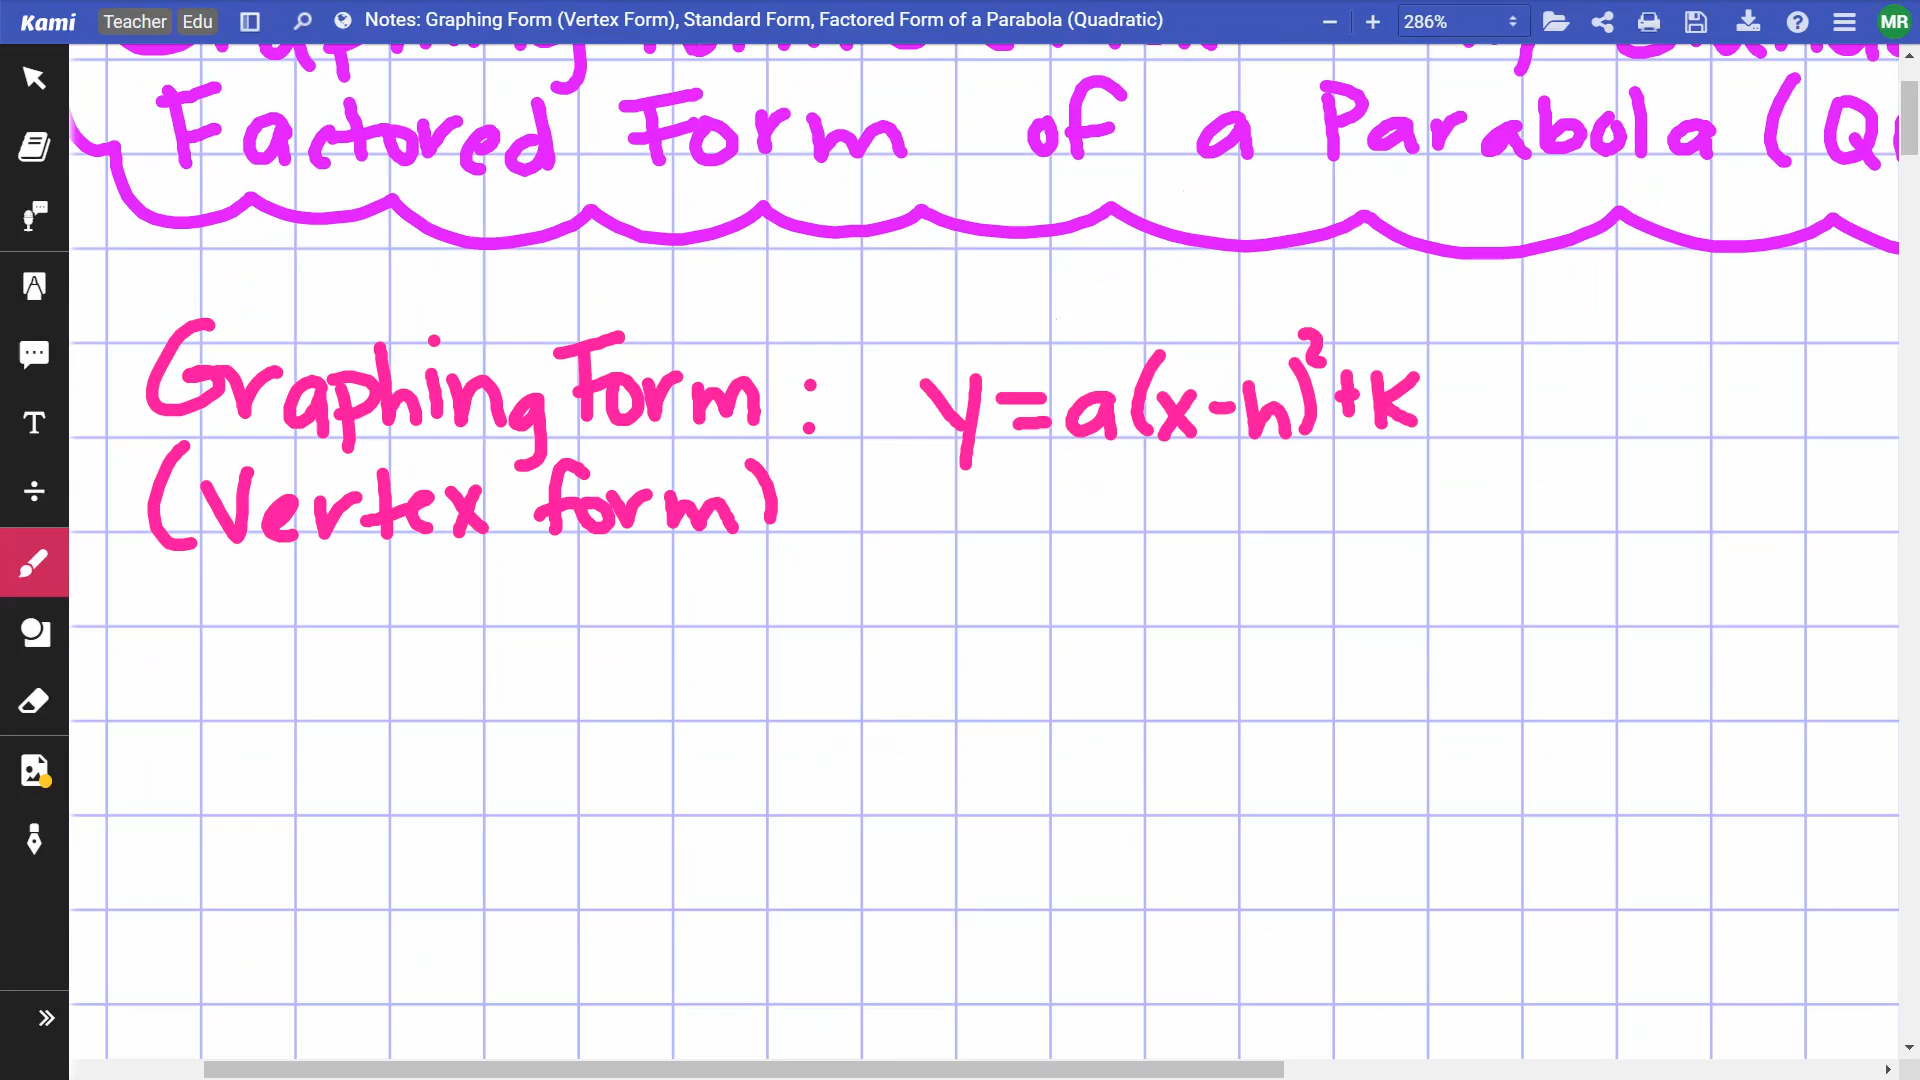 Kami Teacher Edu Notes: Graphing Form (Vertex Form), Standard Form, Factored Form of a Parabola (Quadratic) 286% MR
Factored Form of a Parabola (Q
Graphing Form : y = a(x-h)²+K
(Vertex form)